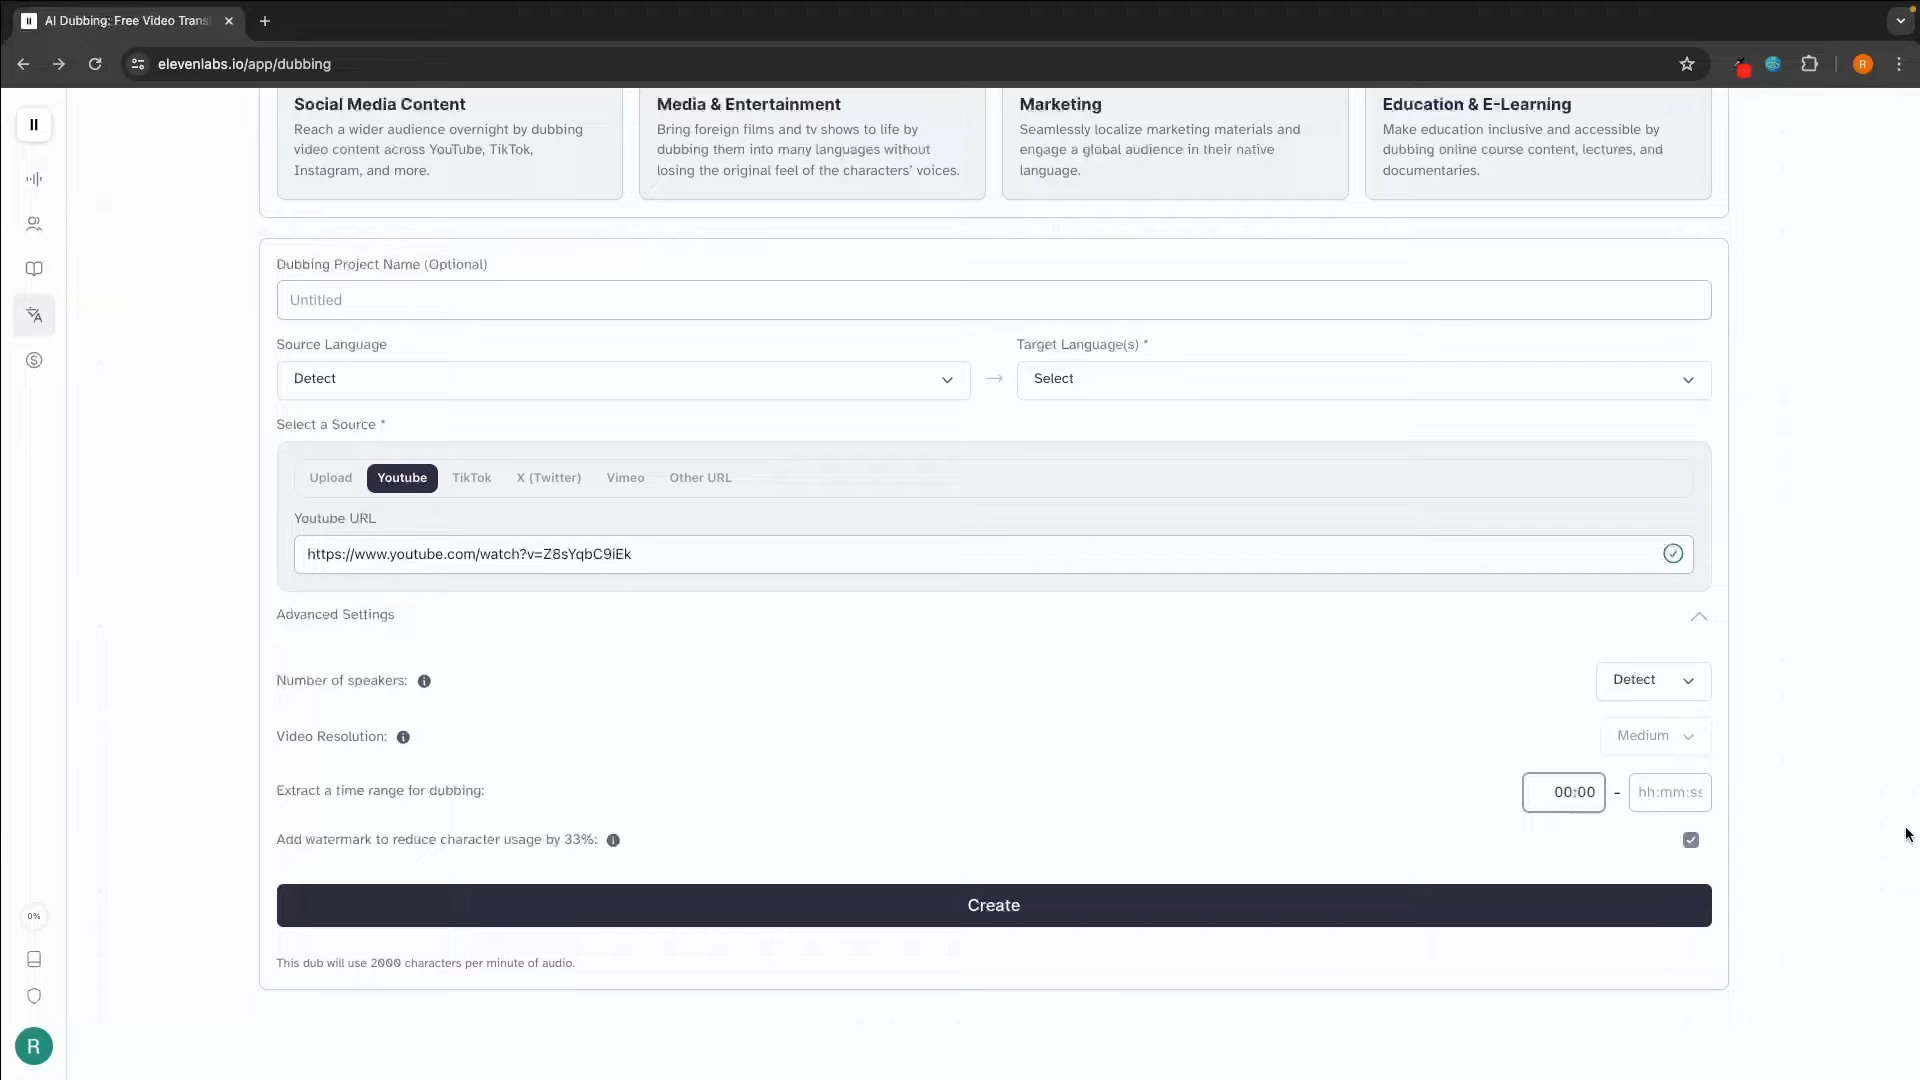 AI Dubbing: Free Video Transl
elevenlabs.io/app/dubbing
R
Social Media Content
Reach a wider audience overnight by dubbing
video content across YouTube, TikTok,
Instagram, and more.
Media & Entertainment
Bring foreign films and tv shows to life by
dubbing them into many languages without
losing the original feel of the characters' voices.
Marketing
Seamlessly localize marketing materials and
engage a global audience in their native
language.
Education & E-Learning
Make education inclusive and accessible by
dubbing online course content, lectures, and
documentaries.
Dubbing Project Name (Optional)
Untitled
Source Language
Target Language(s) *
Detect
Select
Select a Source *
Upload Youtube TikTok X (Twitter) Vimeo Other URL
Youtube URL
https://www.youtube.com/watch?v=Z8sYqbC9iEk
Advanced Settings
Number of speakers:
Detect
Video Resolution:
Medium
Extract a time range for dubbing:
00:00 - hh:mm:ss
Add watermark to reduce character usage by 33%:
Create
This dub will use 2000 characters per minute of audio.
0%
R